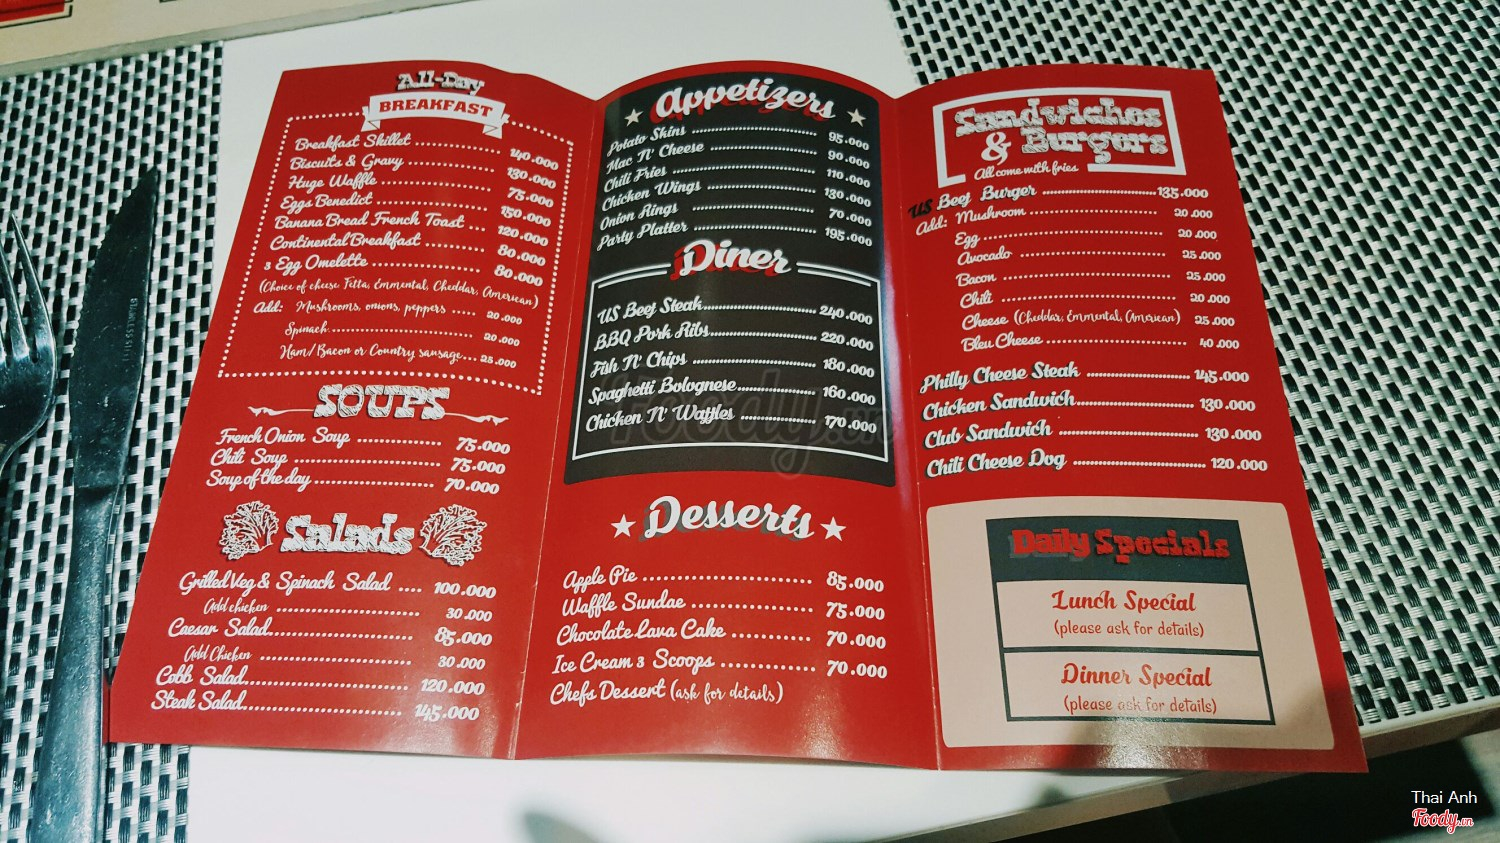 All-Day
BREAKFAST
Breakfast Skillet 140.000
Biscuits & Gravy 130.000
Huge Waffle 75.000
Eggs Benedict 150.000
Banana Bread French Toast 120.000
Continental Breakfast 80.000
3 Egg Omelette 80.000
(Choice of cheese Fetta, Emmental, Cheddar, American)
Add: Mushrooms, onions, peppers 20.000
Spinach 20.000
Ham/Bacon or Country sausage 25.000
SOUPS
French Onion Soup 75.000
Chili Soup 75.000
Soup of the day 70.000
Salads
Grilled Veg & Spinach Salad 100.000
Add chicken 30.000
Caesar Salad 85.000
Add Chicken 30.000
Cobb Salad 120.000
Steak Salad 145.000
Appetizers
Potato Skins 95.000
Mac N' Cheese 90.000
Chili Fries 110.000
Chicken Wings 130.000
Onion Rings 70.000
Party Platter 195.000
Diner
US Beef Steak 240.000
BBQ Pork Ribs 220.000
Fish N' Chips 180.000
Spaghetti Bolognese 160.000
Chicken N' Waffles 170.000
Desserts
Apple Pie 85.000
Waffle Sundae 75.000
Chocolate Lava Cake 70.000
Ice Cream 3 Scoops 70.000
Chefs Dessert (ask for details)
Sandwiches
& Burgers
All come with fries
US Beef Burger 135.000
Add: Mushroom 20.000
Egg 20.000
Avocado 25.000
Bacon 25.000
Chili 20.000
Cheese (Cheddar, Emmental, American) 25.000
Bleu Cheese 40.000
Philly Cheese Steak 145.000
Chicken Sandwich 130.000
Club Sandwich 130.000
Chili Cheese Dog 120.000
Daily Specials
Lunch Special
(please ask for details)
Dinner Special
(please ask for details)
foody.vn
Thai Anh
Foody.vn